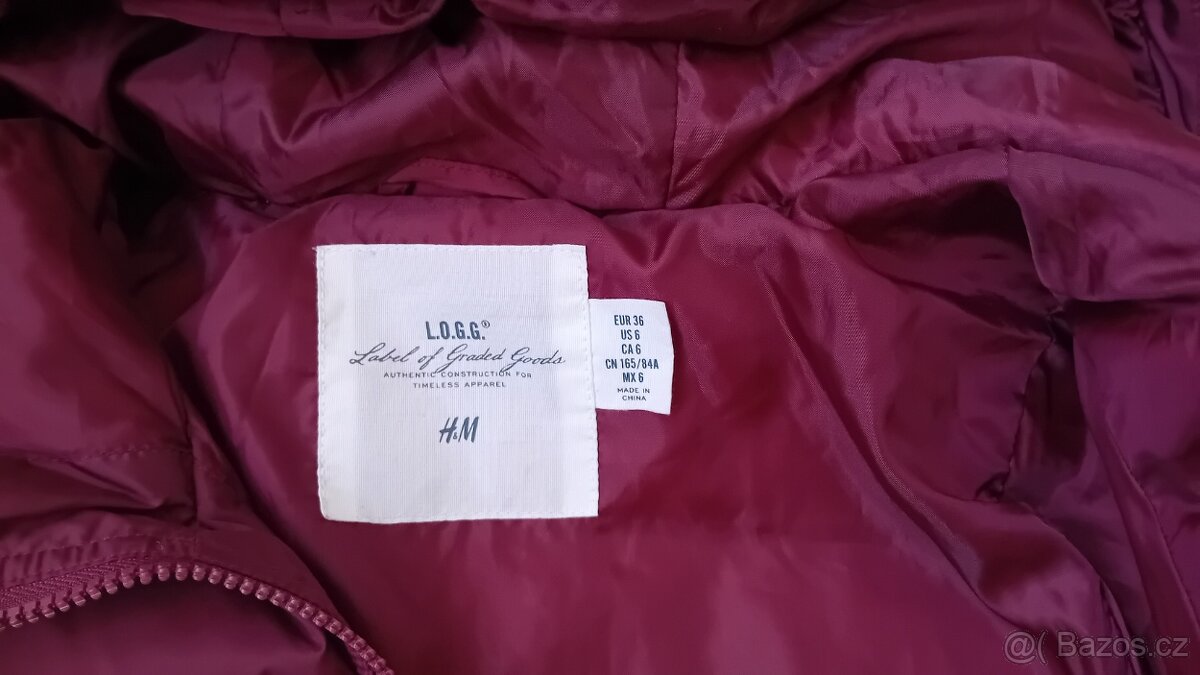 L.O.G.G.®
Label of Graded Goods
AUTHENTIC CONSTRUCTION FOR
TIMELESS APPAREL
H&M
EUR 36
US 6
CA 6
CN 165/84A
MX 6
MADE IN
CHINA
@( Bazos.cz